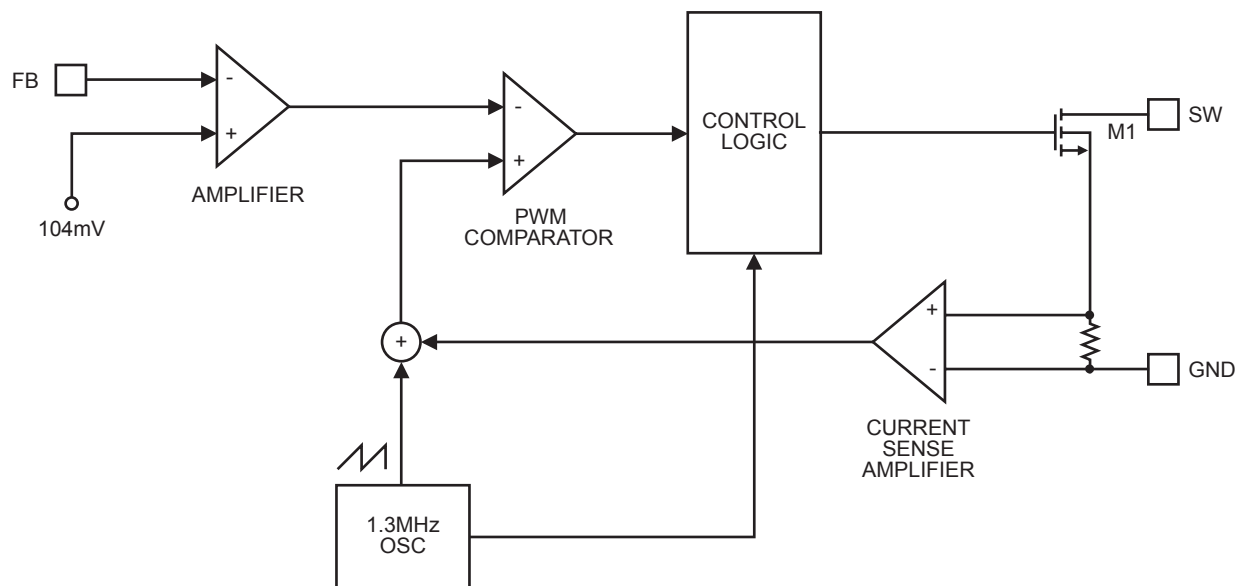 FB
-
+
104mV
AMPLIFIER
-
+
PWM
COMPARATOR
CONTROL
LOGIC
M1
SW
+
-
GND
CURRENT
SENSE
AMPLIFIER
+
1.3MHz
OSC